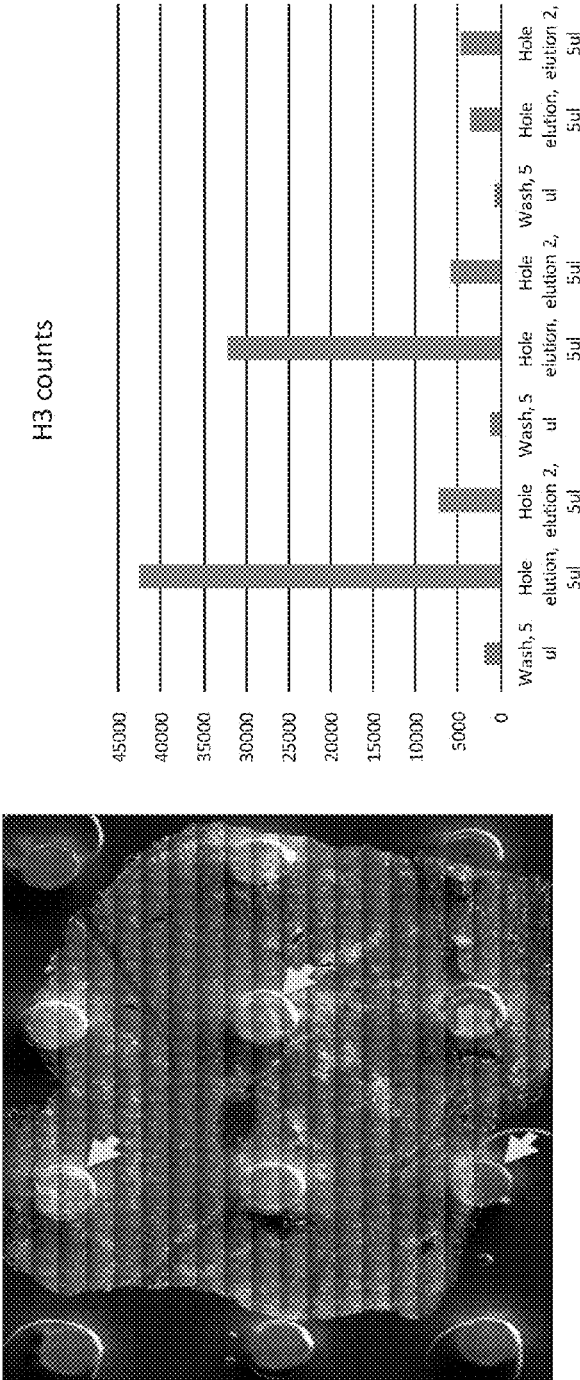 H3 counts
45000
40000
35000
30000
25000
20000
15000
10000
5000
0
Wash, 5
ul
Hole
elution,
5ul
Hole
elution 2,
5ul
Wash, 5
ul
Hole
elution,
5ul
Hole
elution 2,
5ul
Wash, 5
ul
Hole
elution,
5ul
Hole
elution 2,
5ul